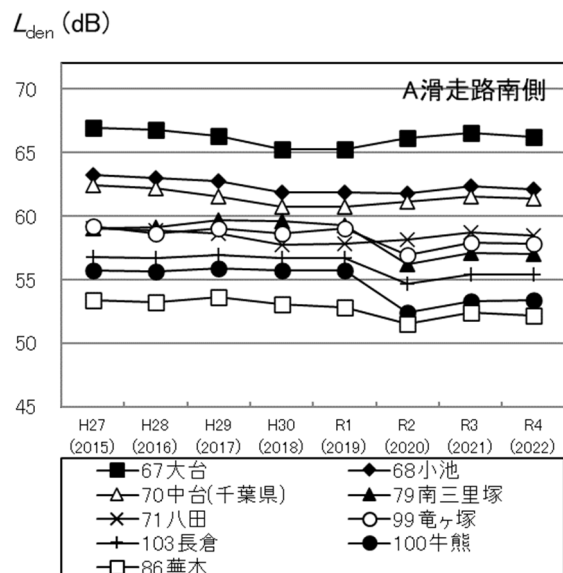 Lden (dB)
A滑走路南側
70
65
60
55
50
45
H27 H28 H29 H30 R1 R2 R3 R4
(2015) (2016) (2017) (2018) (2019) (2020) (2021) (2022)
67大台 68小池
70中台(千葉県) 79南三里塚
71八田 99竜ヶ塚
103長倉 100牛熊
86蕪木